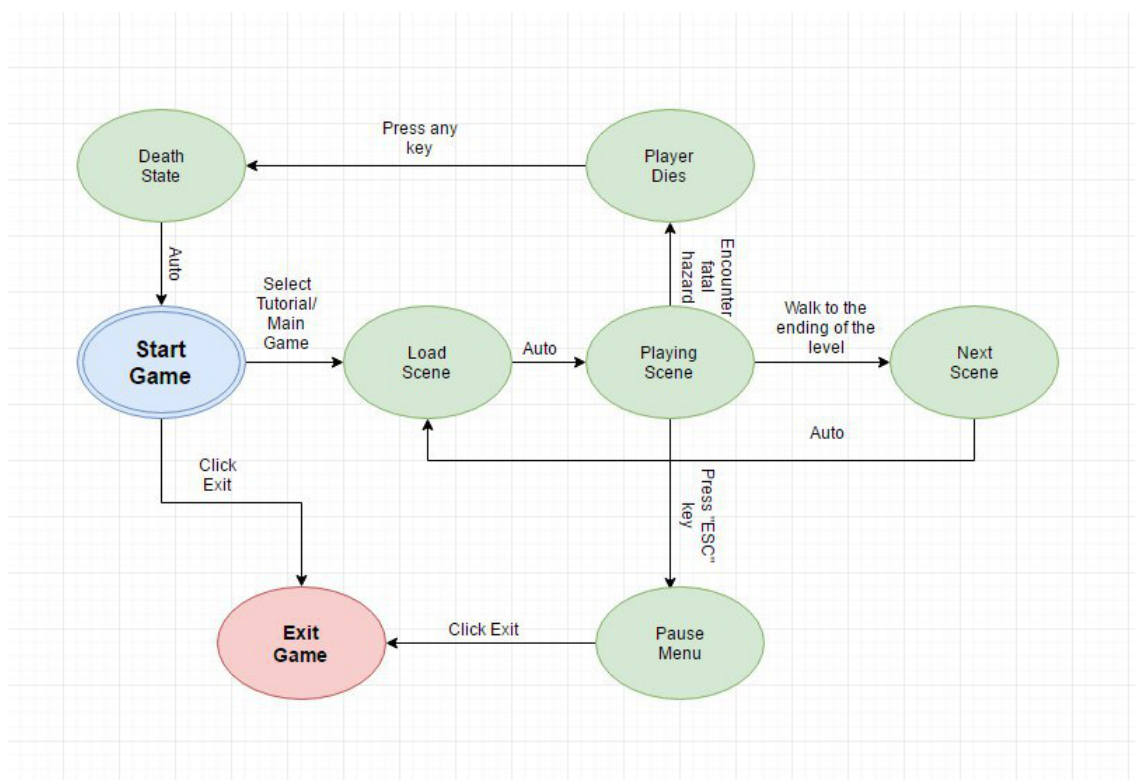 Press any
key
Death
State
Player
Dies
Auto
Encounter
fatal
hazard
Select
Tutorial/
Main
Game
Walk to the
ending of the
level
Start
Game
Load
Scene
Auto
Playing
Scene
Next
Scene
Auto
Click
Exit
Press "ESC"
key
Exit
Game
Click Exit
Pause
Menu